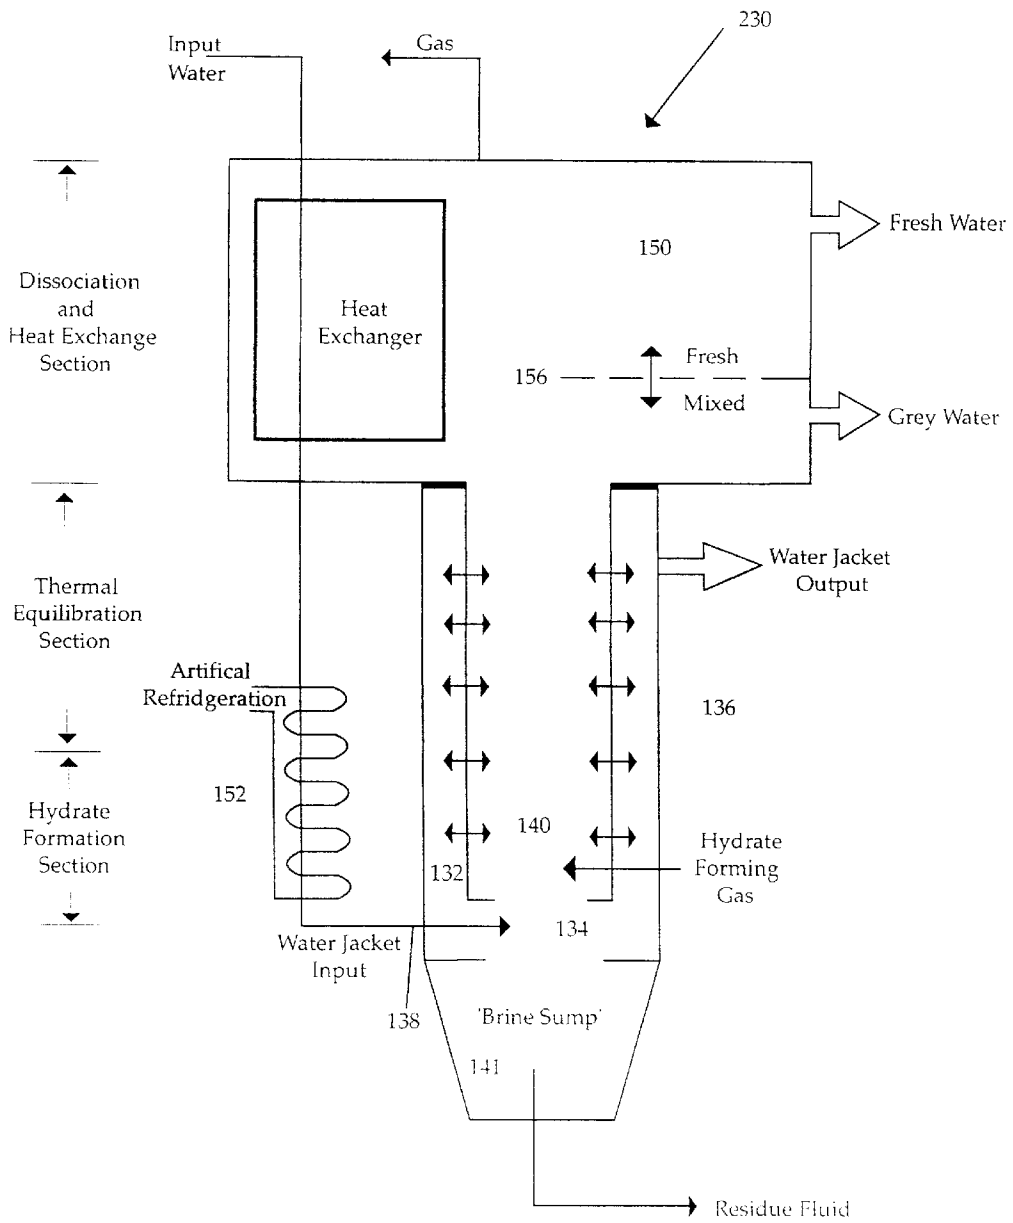 230
Input
Water
Gas
Fresh Water
150
Dissociation
and
Heat Exchange
Section
Heat
Exchanger
Fresh
156
Mixed
Grey Water
Water Jacket
Output
Thermal
Equilibration
Section
Artifical
Refridgeration
136
152
Hydrate
Formation
Section
140
132
Hydrate
Forming
Gas
134
Water Jacket
Input
138
'Brine Sump'
141
Residue Fluid